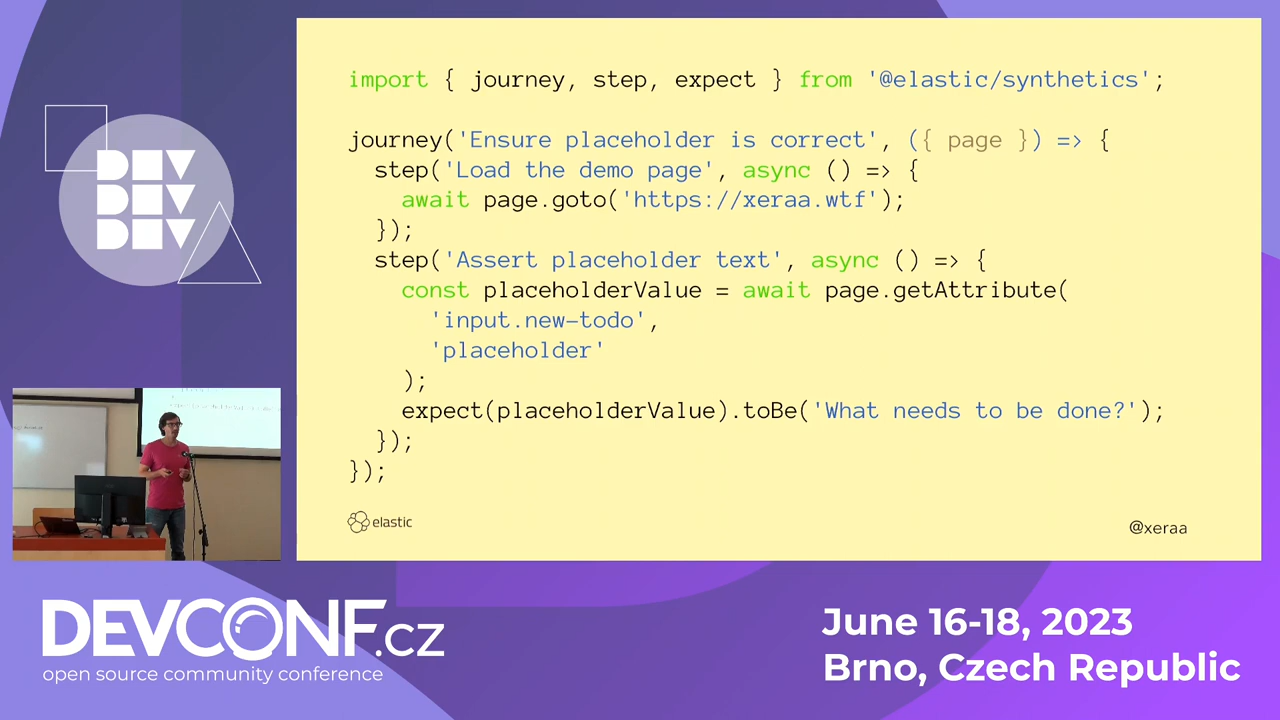 import { journey, step, expect } from '@elastic/synthetics';
journey('Ensure placeholder is correct', ({ page }) => {
step('Load the demo page', async () => {
await page.goto('https://xeraa.wtf');
});
step('Assert placeholder text', async () => {
const placeholderValue = await page.getAttribute(
'input.new-todo',
'placeholder'
);
expect(placeholderValue).toBe('What needs to be done?');
});
});
elastic
@xeraa
DEV
DEV
DEV
DEVCONF.cz
open source community conference
June 16-18, 2023
Brno, Czech Republic